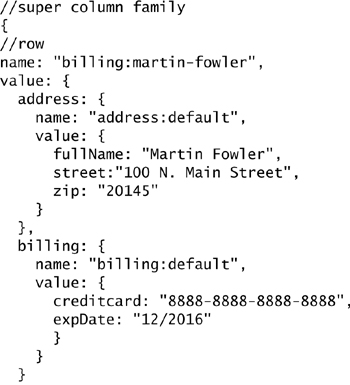 //super column family
{
//row
name: "billing:martin-fowler",
value: {
  address: {
    name: "address:default",
    value: {
      fullName: "Martin Fowler",
      street:"100 N. Main Street",
      zip: "20145"
    }
  },
  billing: {
    name: "billing:default",
    value: {
      creditcard: "8888-8888-8888-8888",
      expDate: "12/2016"
      }
    }
  }